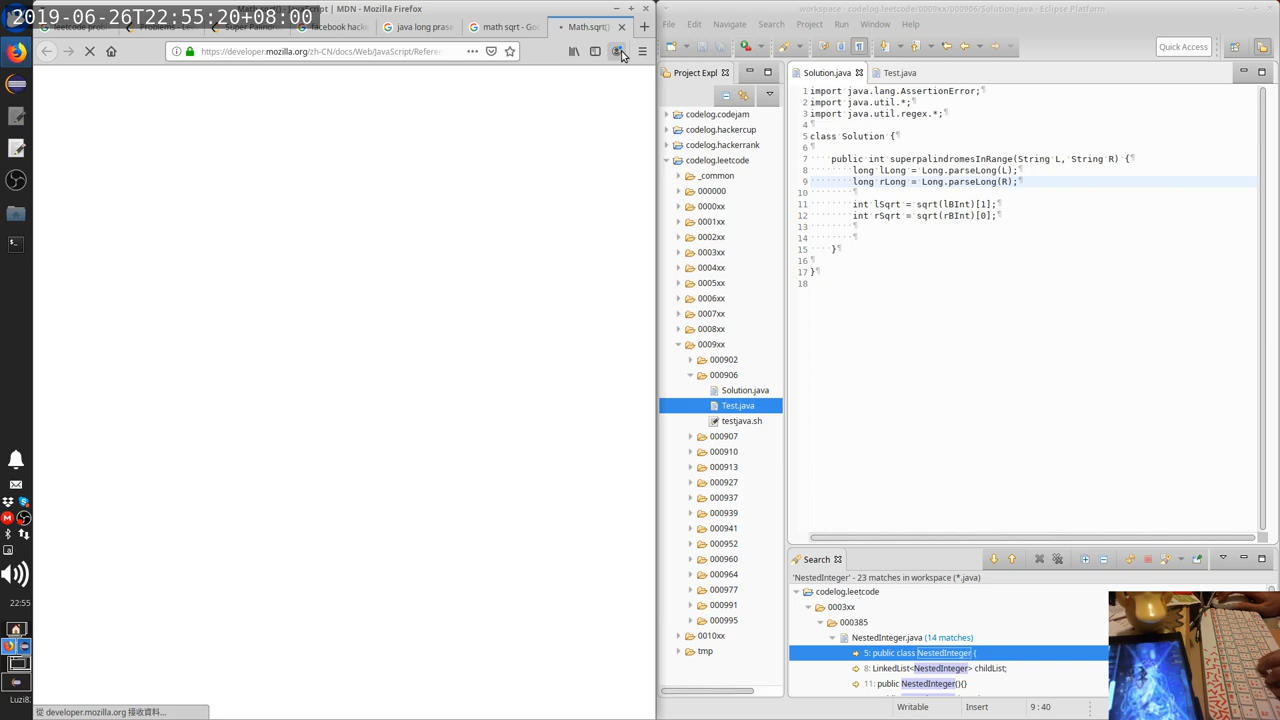 2019-06-26T22:55:20+08:00
JavaScript | MDN - Mozilla Firefox
leetcode prob
Problems - Le
Super Palin
facebook hack
java long pras
math sqrt - Go
Math.sqrt()
https://developer.mozilla.org/zh-CN/docs/Web/JavaScript/Refere
workspace - codelog.leetcode/0009xx/000906/Solution.java - Eclipse Platform
File Edit Navigate Search Project Run Window Help
Quick Access
Project Expl
codelog.codejam
codelog.hackercup
codelog.hackerrank
codelog.leetcode
_common
000000
0000xx
0001xx
0002xx
0003xx
0004xx
0005xx
0006xx
0007xx
0008xx
0009xx
000902
000906
Solution.java
Test.java
testjava.sh
000907
000910
000913
000927
000937
000939
000941
000952
000960
000964
000977
000991
000995
0010xx
tmp
Solution.java
Test.java
1 import java.lang.AssertionError;
2 import java.util.*;
3 import java.util.regex.*;
4
5 class Solution {
6
7 public int superpalindromesInRange(String L, String R) {
8 long lLong = Long.parseLong(L);
9 long rLong = Long.parseLong(R);
10
11 int lSqrt = sqrt(lBInt)[1];
12 int rSqrt = sqrt(rBInt)[0];
13
14
15 }
16
17 }
18
Search
'NestedInteger' - 23 matches in workspace (*.java)
codelog.leetcode
0003xx
000385
NestedInteger.java (14 matches)
5: public class NestedInteger {
8: LinkedList<NestedInteger> childList;
11: public NestedInteger(){}
Writable
Insert
9 : 40
22:55
Luzi82
從 developer.mozilla.org 接收資料...